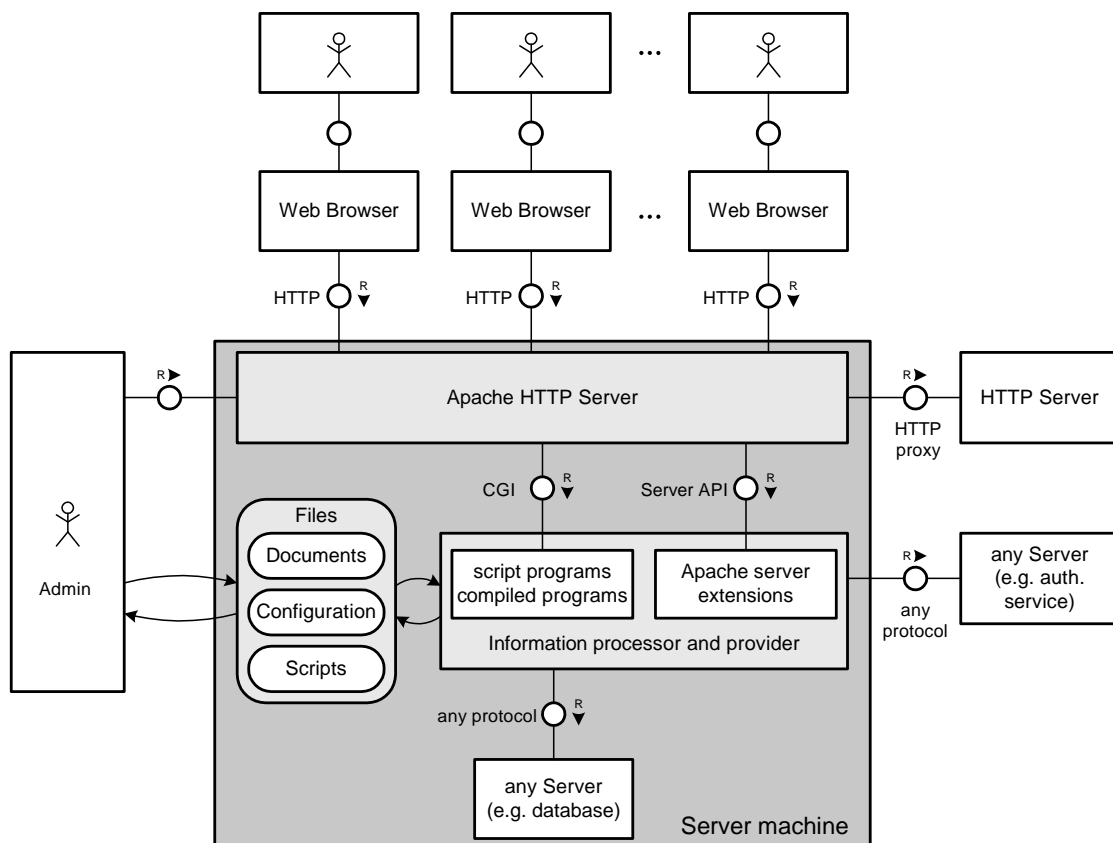 ...
Web Browser
Web Browser
...
Web Browser
HTTP
R
HTTP
R
HTTP
R
R
Apache HTTP Server
R
HTTP Server
HTTP
proxy
CGI
R
Server API
R
Files
Documents
Configuration
Scripts
Admin
script programs
compiled programs
Apache server
extensions
Information processor and provider
R
any
protocol
any Server
(e.g. auth.
service)
any protocol
R
any Server
(e.g. database)
Server machine